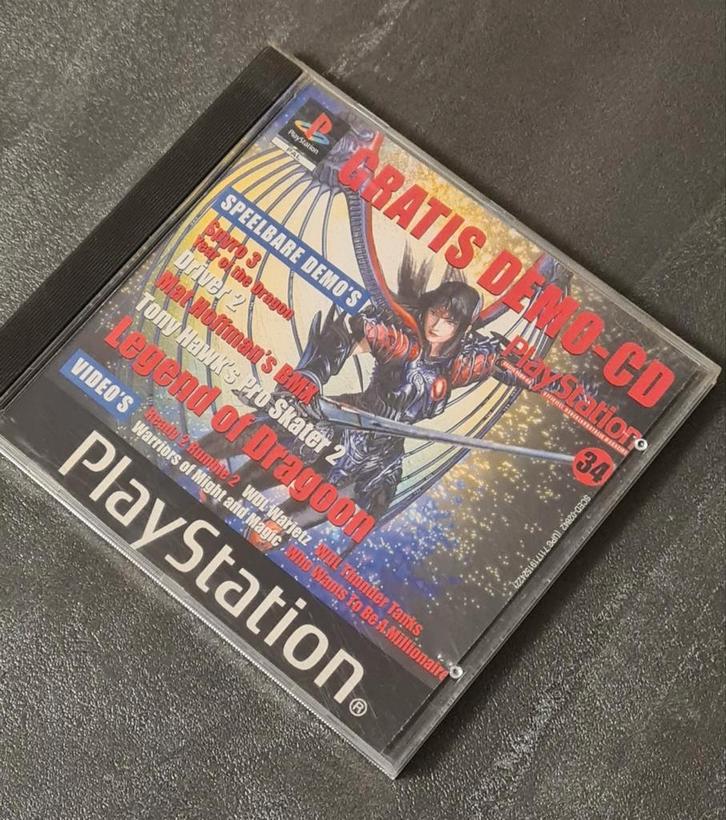 PlayStation
GRATIS DEMO-CD
PlayStation
34
SPEELBARE DEMO'S
Spyro 3
Year of the Dragon
Driver 2
Mat Hoffman's BMX
Tony Hawk's Pro Skater 2
Legend of Dragoon
VIDEO'S
Ready 2 Rumble 2 WDL Warjetz WDL Thunder Tanks
Warriors of Might and Magic Who Wants To Be A Millionaire
PlayStation®